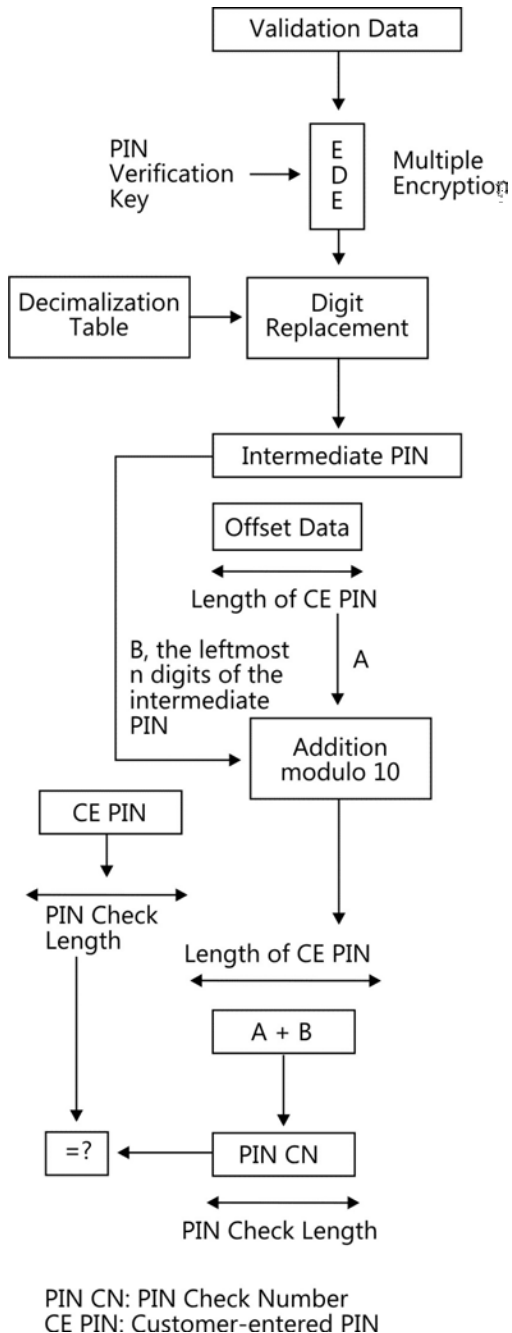 Validation Data
PIN
Verification
Key
E
D
E
Multiple
Encryption
Decimalization
Table
Digit
Replacement
Intermediate PIN
Offset Data
Length of CE PIN
B, the leftmost
n digits of the
intermediate
PIN
A
Addition
modulo 10
CE PIN
PIN Check
Length
Length of CE PIN
A + B
=?
PIN CN
PIN Check Length
PIN CN: PIN Check Number
CE PIN: Customer-entered PIN